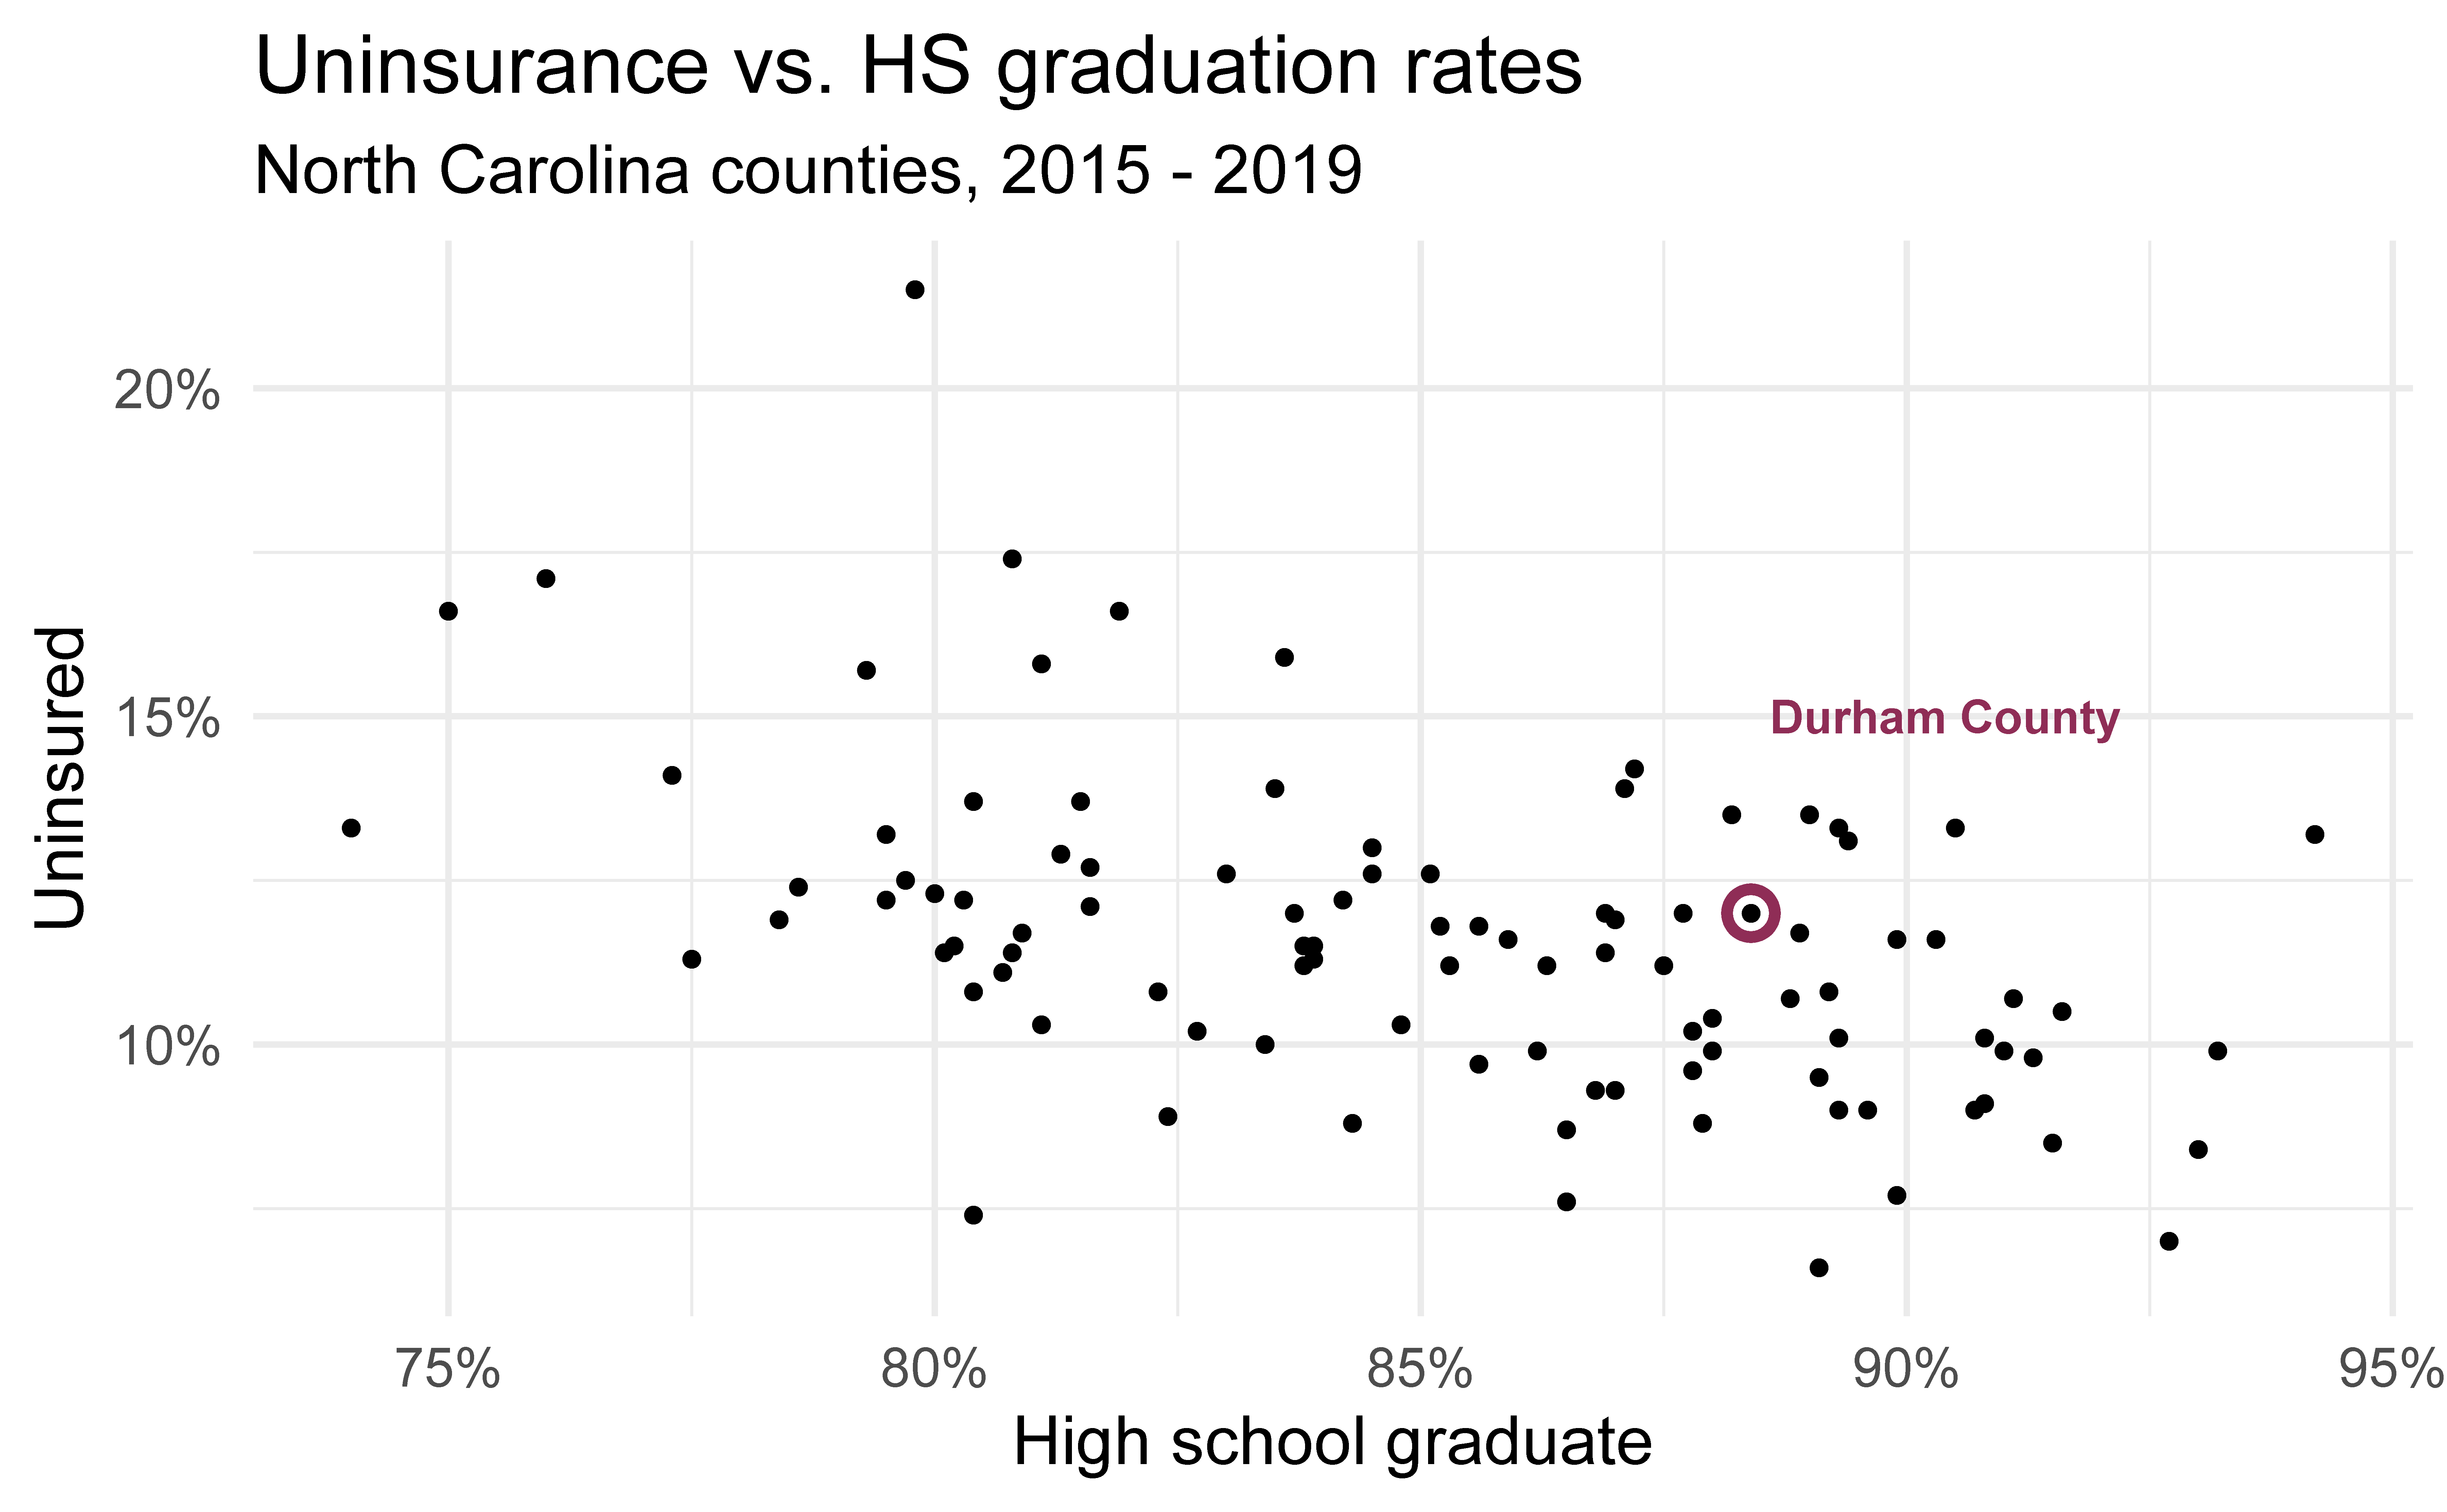 Uninsurance vs. HS graduation rates
North Carolina counties, 2015 - 2019
Uninsured
20%
15%
10%
Durham County
75%
80%
85%
90%
95%
High school graduate